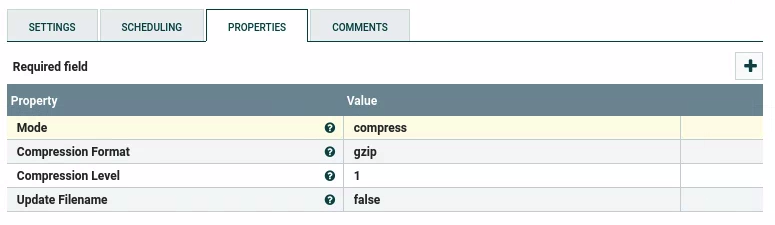 SETTINGS SCHEDULING PROPERTIES COMMENTS
Required field
Property Value
Mode compress
Compression Format gzip
Compression Level 1
Update Filename false